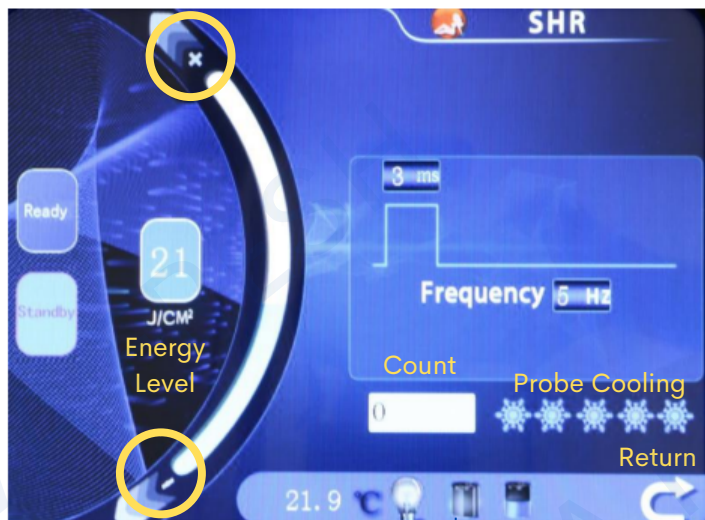 SHR
3 ms
Ready
21
J/CM²
Standby
Frequency 5 Hz
Energy
Level
Count
Probe Cooling
0
Return
21.9 ℃